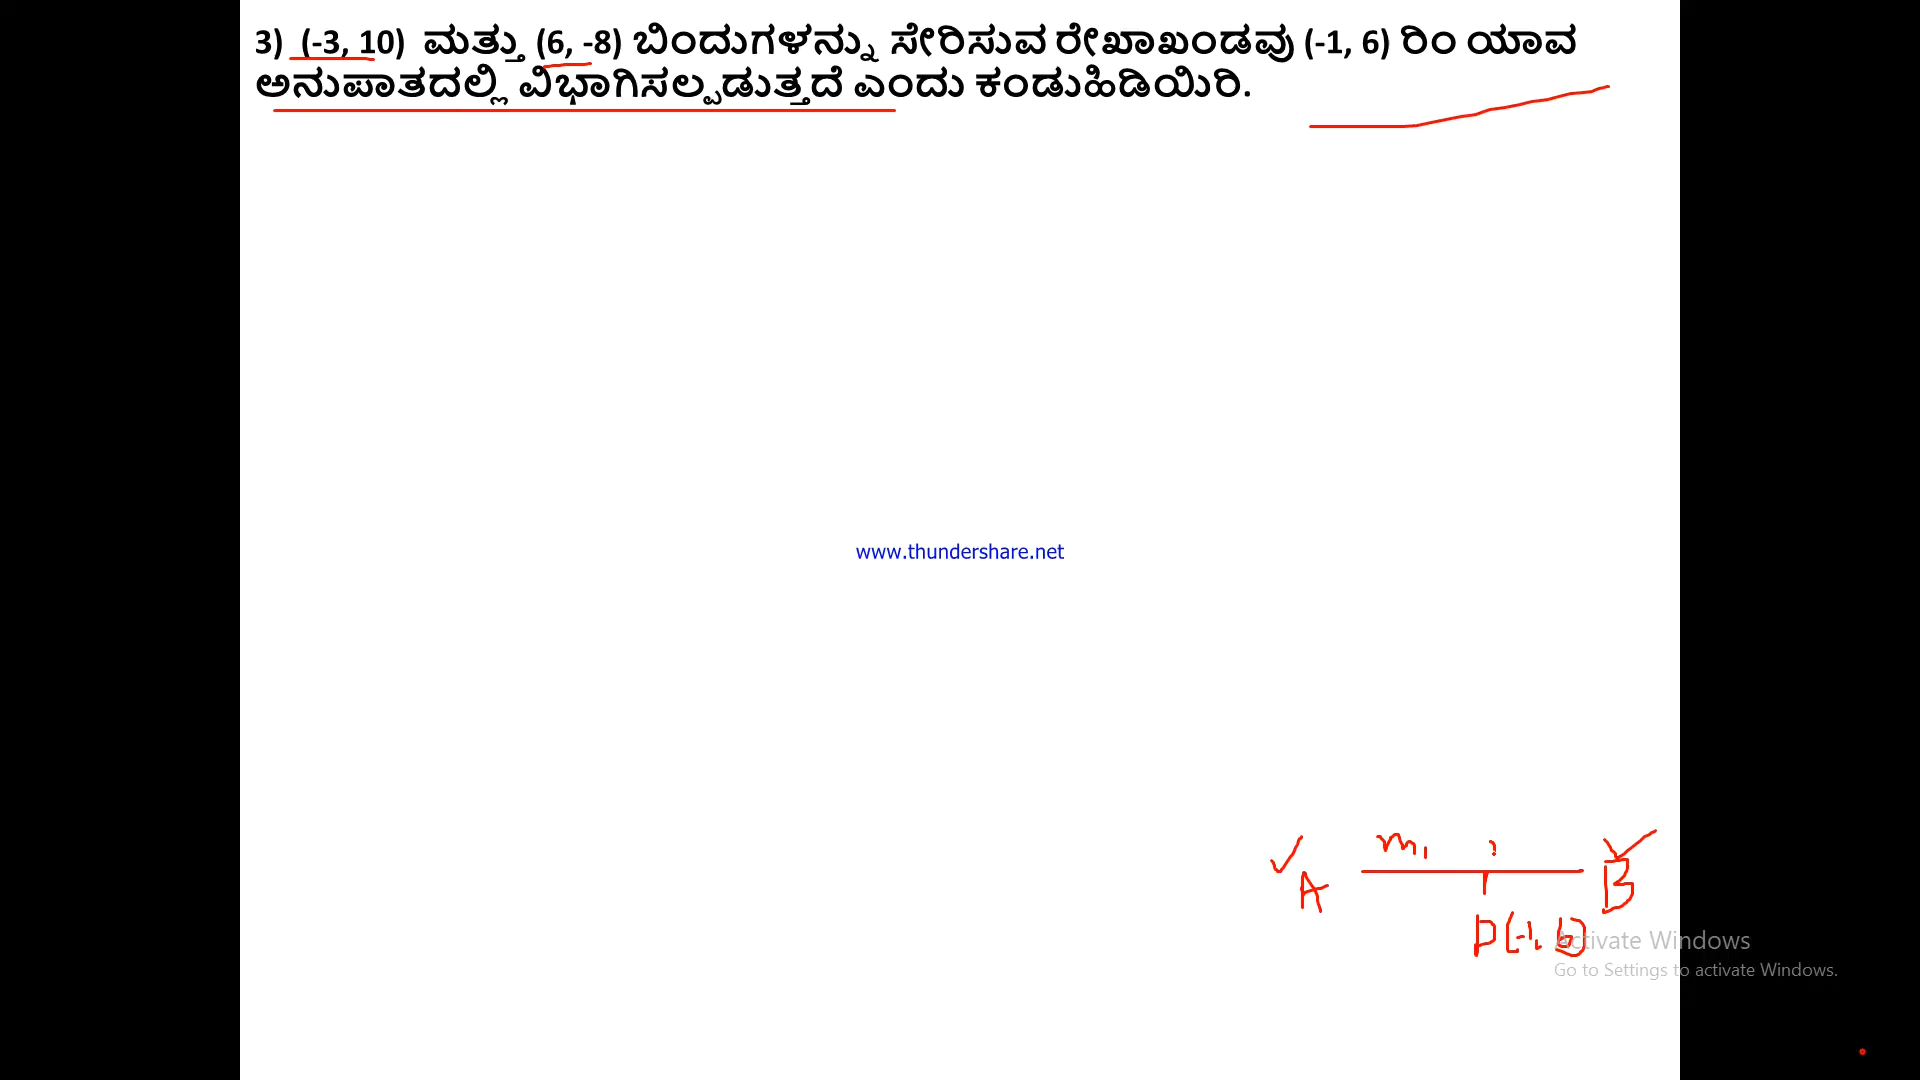 3) (-3, 10) ಮತ್ತು (6, -8) ಬಿಂದುಗಳನ್ನು ಸೇರಿಸುವ ರೇಖಾಖಂಡವು (-1, 6) ರಿಂ ಯಾವ
ಅನುಪಾತದಲ್ಲಿ ವಿಭಾಗಿಸಲ್ಪಡುತ್ತದೆ ಎಂದು ಕಂಡುಹಿಡಿಯಿರಿ.
www.thundershare.net
m₁ ?
A B
P(-1, 6)
Activate Windows
Go to Settings to activate Windows.